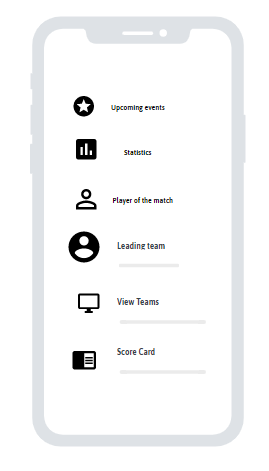 Upcoming events
Statistics
Player of the match
Leading team
View Teams
Score Card